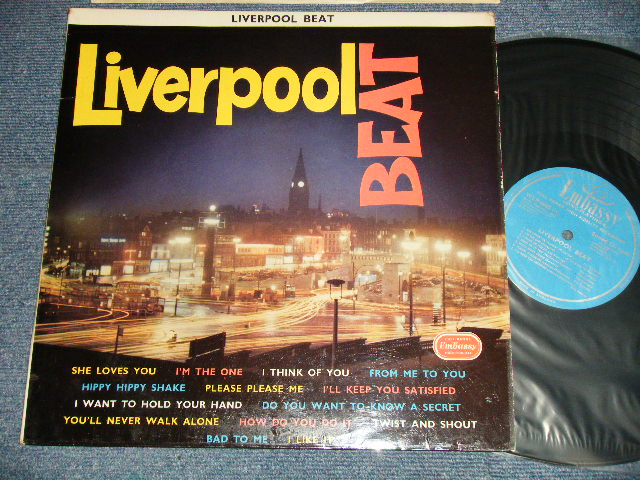 LIVERPOOL BEAT
Liverpool
BEAT
SHE LOVES YOU I'M THE ONE I THINK OF YOU FROM ME TO YOU
HIPPY HIPPY SHAKE PLEASE PLEASE ME I'LL KEEP YOU SATISFIED
I WANT TO HOLD YOUR HAND DO YOU WANT TO KNOW A SECRET
YOU'LL NEVER WALK ALONE HOW DO YOU DO IT TWIST AND SHOUT
BAD TO ME I LIKE IT
Embassy
Embassy
LIVERPOOL BEAT